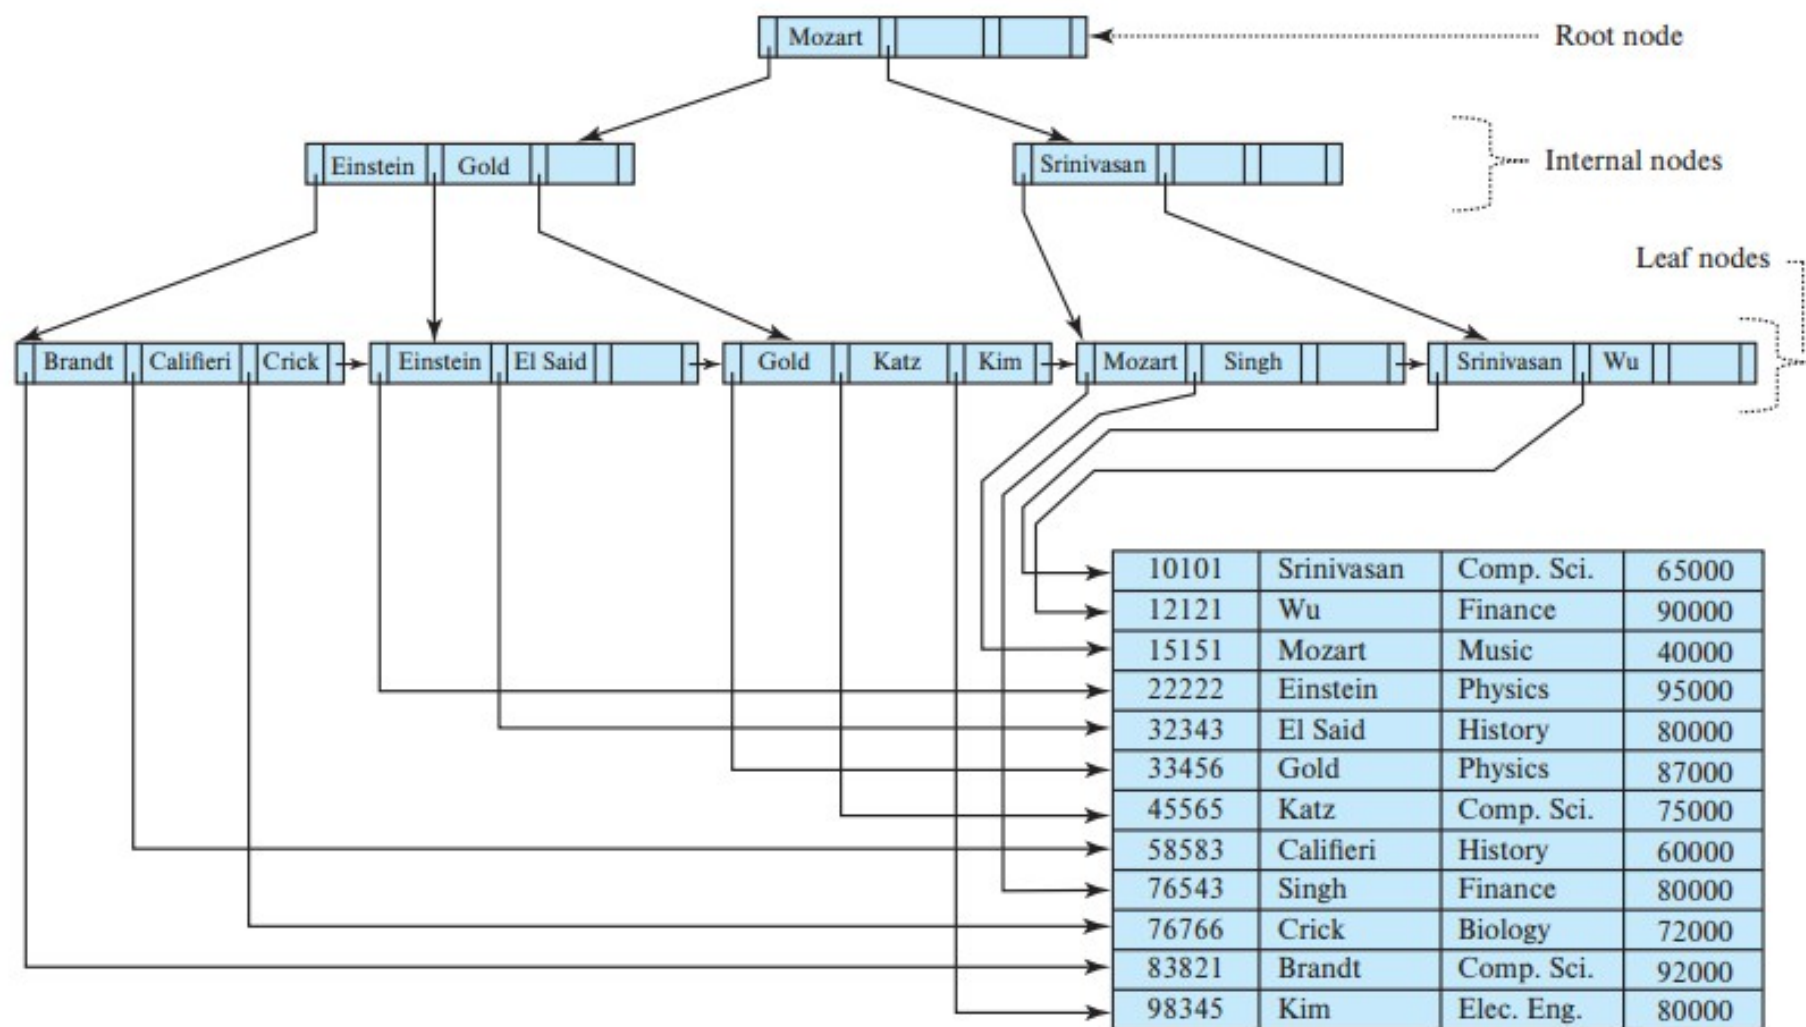 Mozart
Root node
Einstein Gold
Srinivasan
Internal nodes
Leaf nodes
Brandt Califieri Crick
Einstein El Said
Gold Katz Kim
Mozart Singh
Srinivasan Wu
10101 Srinivasan Comp. Sci. 65000
12121 Wu Finance 90000
15151 Mozart Music 40000
22222 Einstein Physics 95000
32343 El Said History 80000
33456 Gold Physics 87000
45565 Katz Comp. Sci. 75000
58583 Califieri History 60000
76543 Singh Finance 80000
76766 Crick Biology 72000
83821 Brandt Comp. Sci. 92000
98345 Kim Elec. Eng. 80000